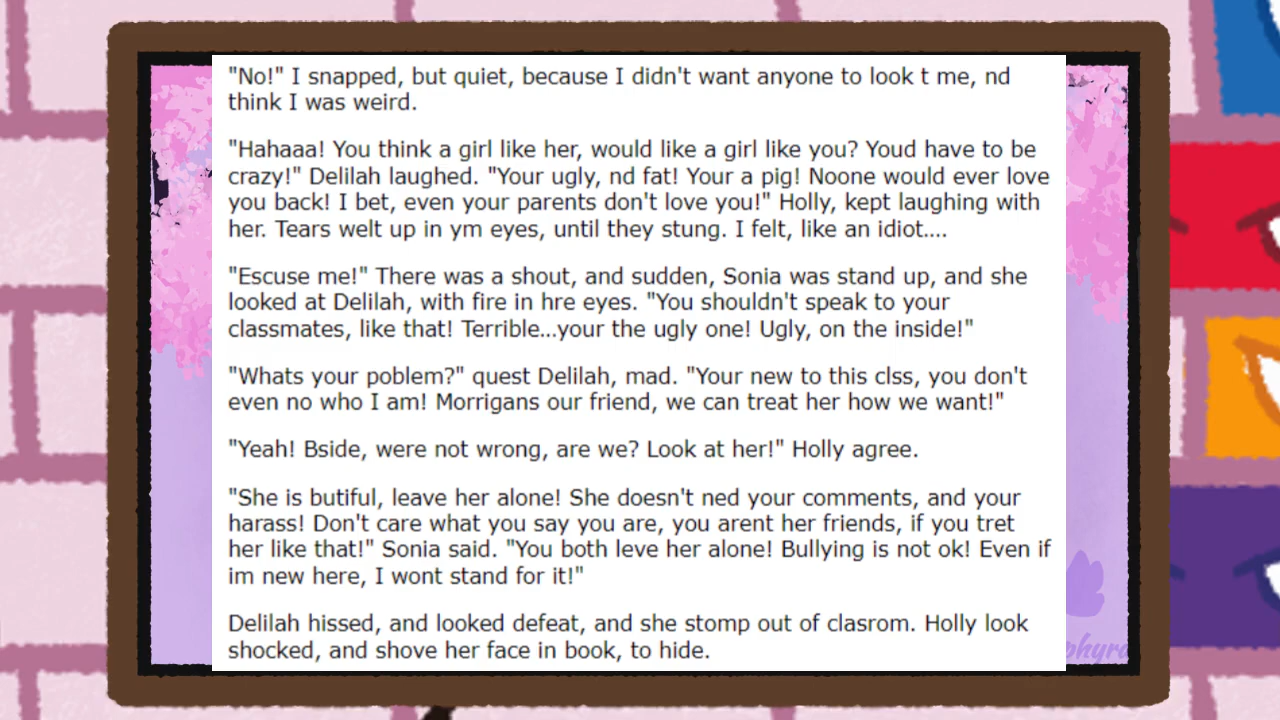 "No!" I snapped, but quiet, because I didn't want anyone to look t me, nd
think I was weird.
"Hahaaa! You think a girl like her, would like a girl like you? Youd have to be
crazy!" Delilah laughed. "Your ugly, nd fat! Your a pig! Noone would ever love
you back! I bet, even your parents don't love you!" Holly, kept laughing with
her. Tears welt up in ym eyes, until they stung. I felt, like an idiot....
"Escuse me!" There was a shout, and sudden, Sonia was stand up, and she
looked at Delilah, with fire in hre eyes. "You shouldn't speak to your
classmates, like that! Terrible...your the ugly one! Ugly, on the inside!"
"Whats your poblem?" quest Delilah, mad. "Your new to this clss, you don't
even no who I am! Morrigans our friend, we can treat her how we want!"
"Yeah! Bside, were not wrong, are we? Look at her!" Holly agree.
"She is butiful, leave her alone! She doesn't ned your comments, and your
harass! Don't care what you say you are, you arent her friends, if you tret
her like that!" Sonia said. "You both leve her alone! Bullying is not ok! Even if
im new here, I wont stand for it!"
Delilah hissed, and looked defeat, and she stomp out of clasrom. Holly look
shocked, and shove her face in book, to hide.